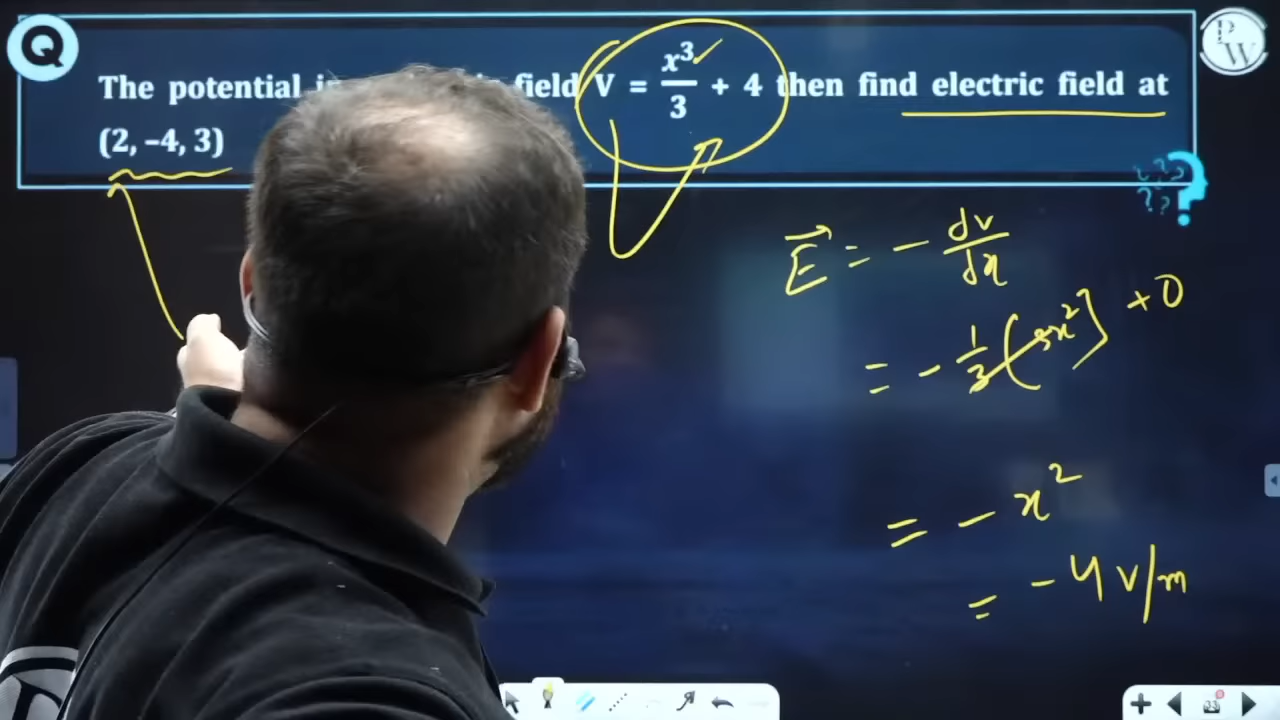 Q
The potential field V = x³/3 + 4 then find electric field at
(2, −4, 3)
P
W
E⃗ = − dv/dx
= − 1/3 (3x²) + 0
= − x²
= − 4 v/m
33